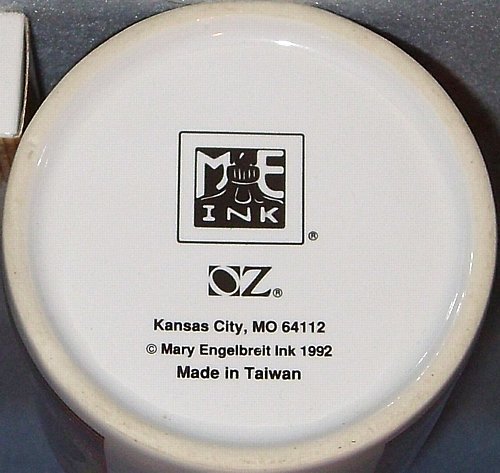 ME
INK
®
OZ®
Kansas City, MO 64112
© Mary Engelbreit Ink 1992
Made in Taiwan